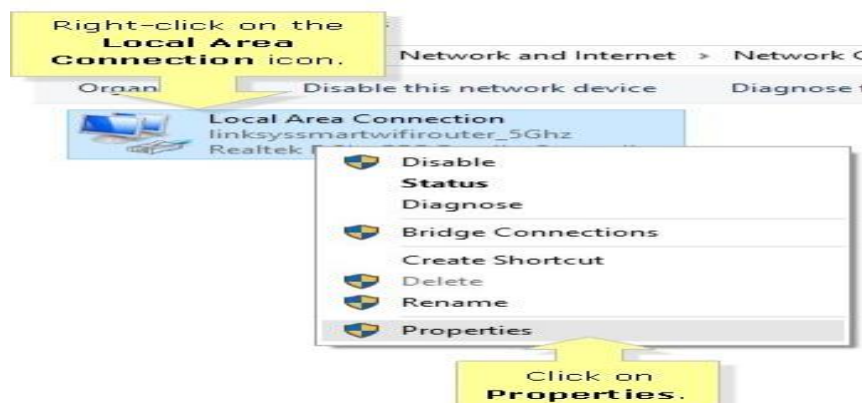 Right-click on the
Local Area
Connection icon.
Network and Internet > Network
Organ
Disable this network device
Diagnose
Local Area Connection
linksyssmartwifirouter_5Ghz
Realtek
Disable
Status
Diagnose
Bridge Connections
Create Shortcut
Delete
Rename
Properties
Click on
Properties.